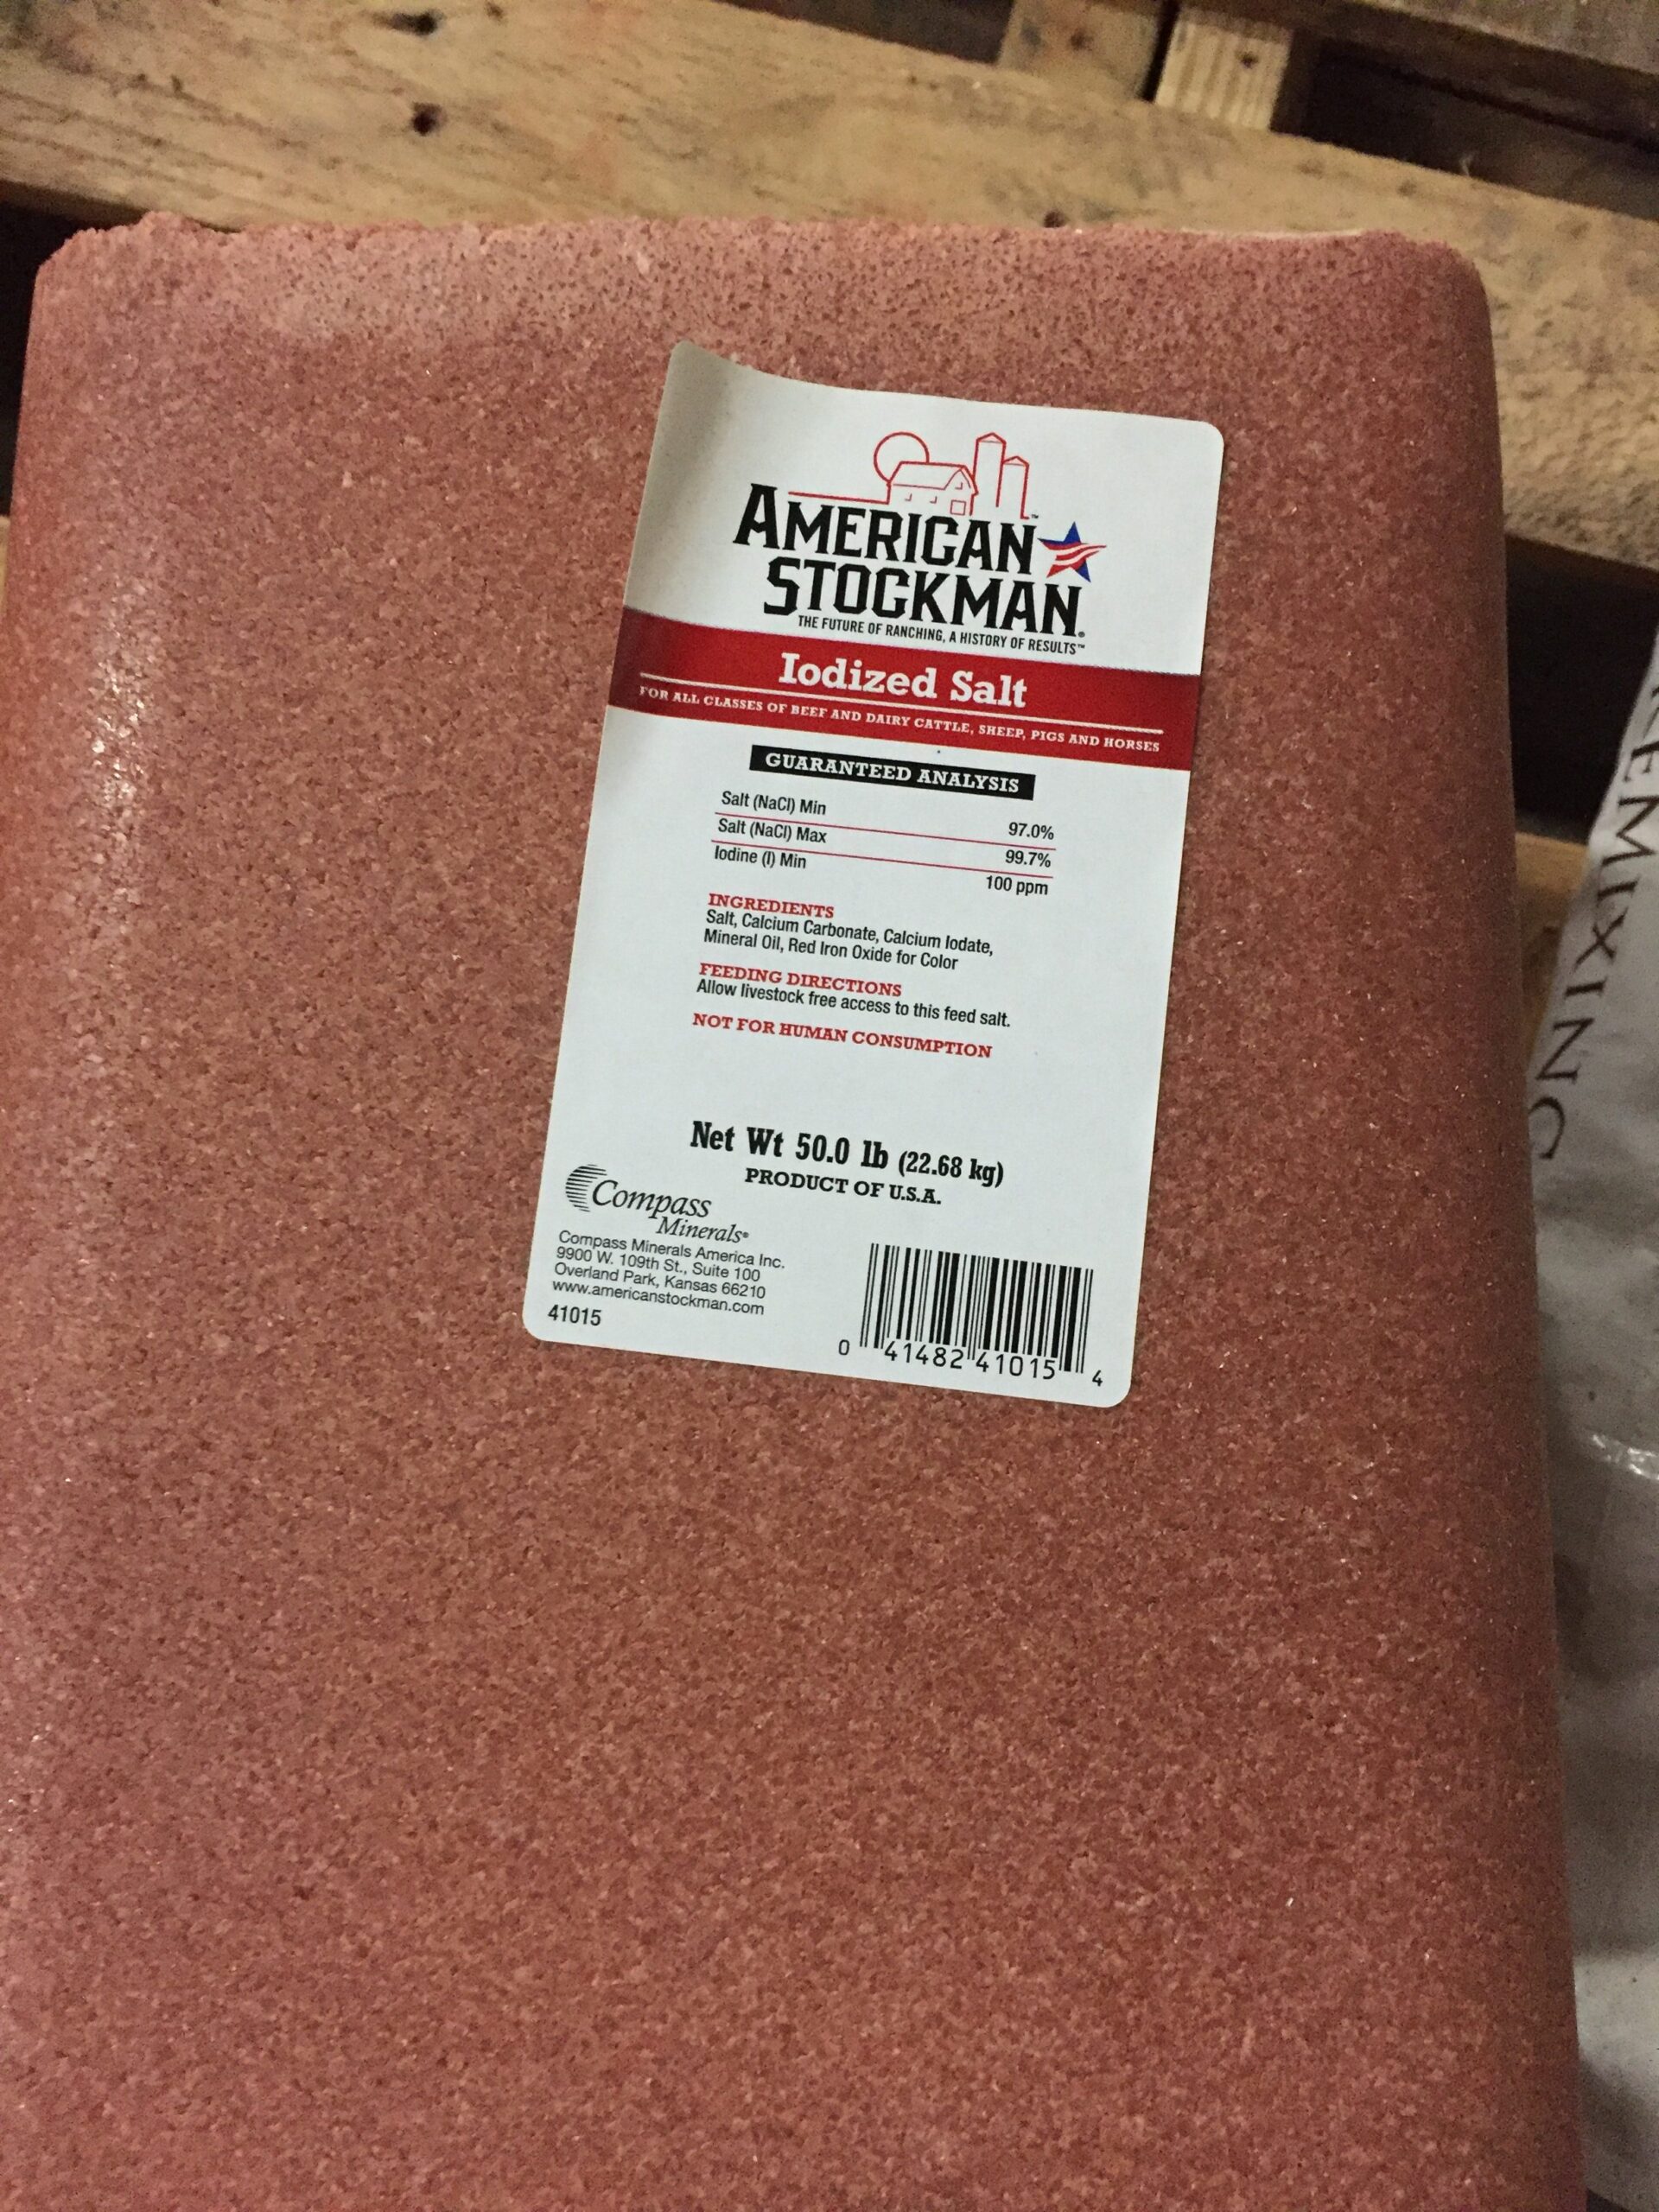 AMERICAN
STOCKMAN®
THE FUTURE OF RANCHING, A HISTORY OF RESULTS™
Iodized Salt
FOR ALL CLASSES OF BEEF AND DAIRY CATTLE, SHEEP, PIGS AND HORSES
GUARANTEED ANALYSIS
Salt (NaCl) Min 97.0%
Salt (NaCl) Max 99.7%
Iodine (I) Min 100 ppm
INGREDIENTS
Salt, Calcium Carbonate, Calcium Iodate,
Mineral Oil, Red Iron Oxide for Color
FEEDING DIRECTIONS
Allow livestock free access to this feed salt.
NOT FOR HUMAN CONSUMPTION
Net Wt 50.0 lb (22.68 kg)
PRODUCT OF U.S.A.
Compass
Minerals®
Compass Minerals America Inc.
9900 W. 109th St., Suite 100
Overland Park, Kansas 66210
www.americanstockman.com
41015
0 41482 41015 4
EMIXING